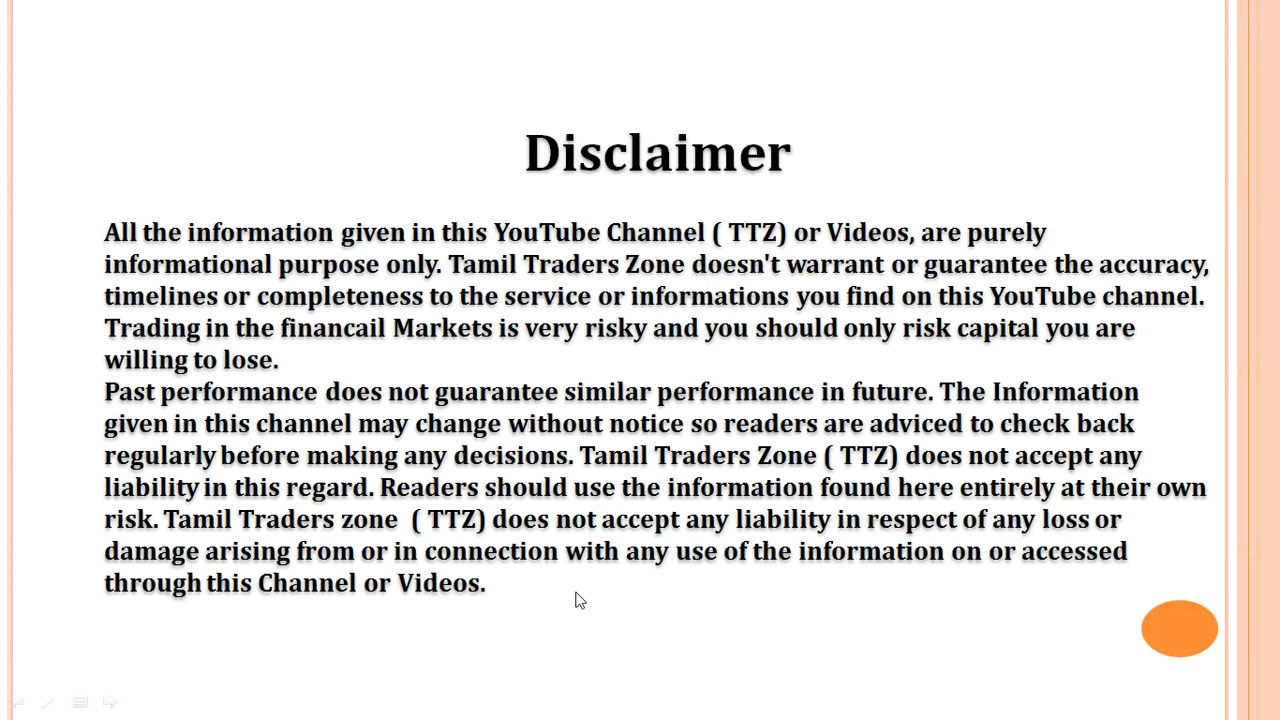 Disclaimer
All the information given in this YouTube Channel ( TTZ) or Videos, are purely
informational purpose only. Tamil Traders Zone doesn't warrant or guarantee the accuracy,
timelines or completeness to the service or informations you find on this YouTube channel.
Trading in the financail Markets is very risky and you should only risk capital you are
willing to lose.
Past performance does not guarantee similar performance in future. The Information
given in this channel may change without notice so readers are adviced to check back
regularly before making any decisions. Tamil Traders Zone ( TTZ) does not accept any
liability in this regard. Readers should use the information found here entirely at their own
risk. Tamil Traders zone  ( TTZ) does not accept any liability in respect of any loss or
damage arising from or in connection with any use of the information on or accessed
through this Channel or Videos.